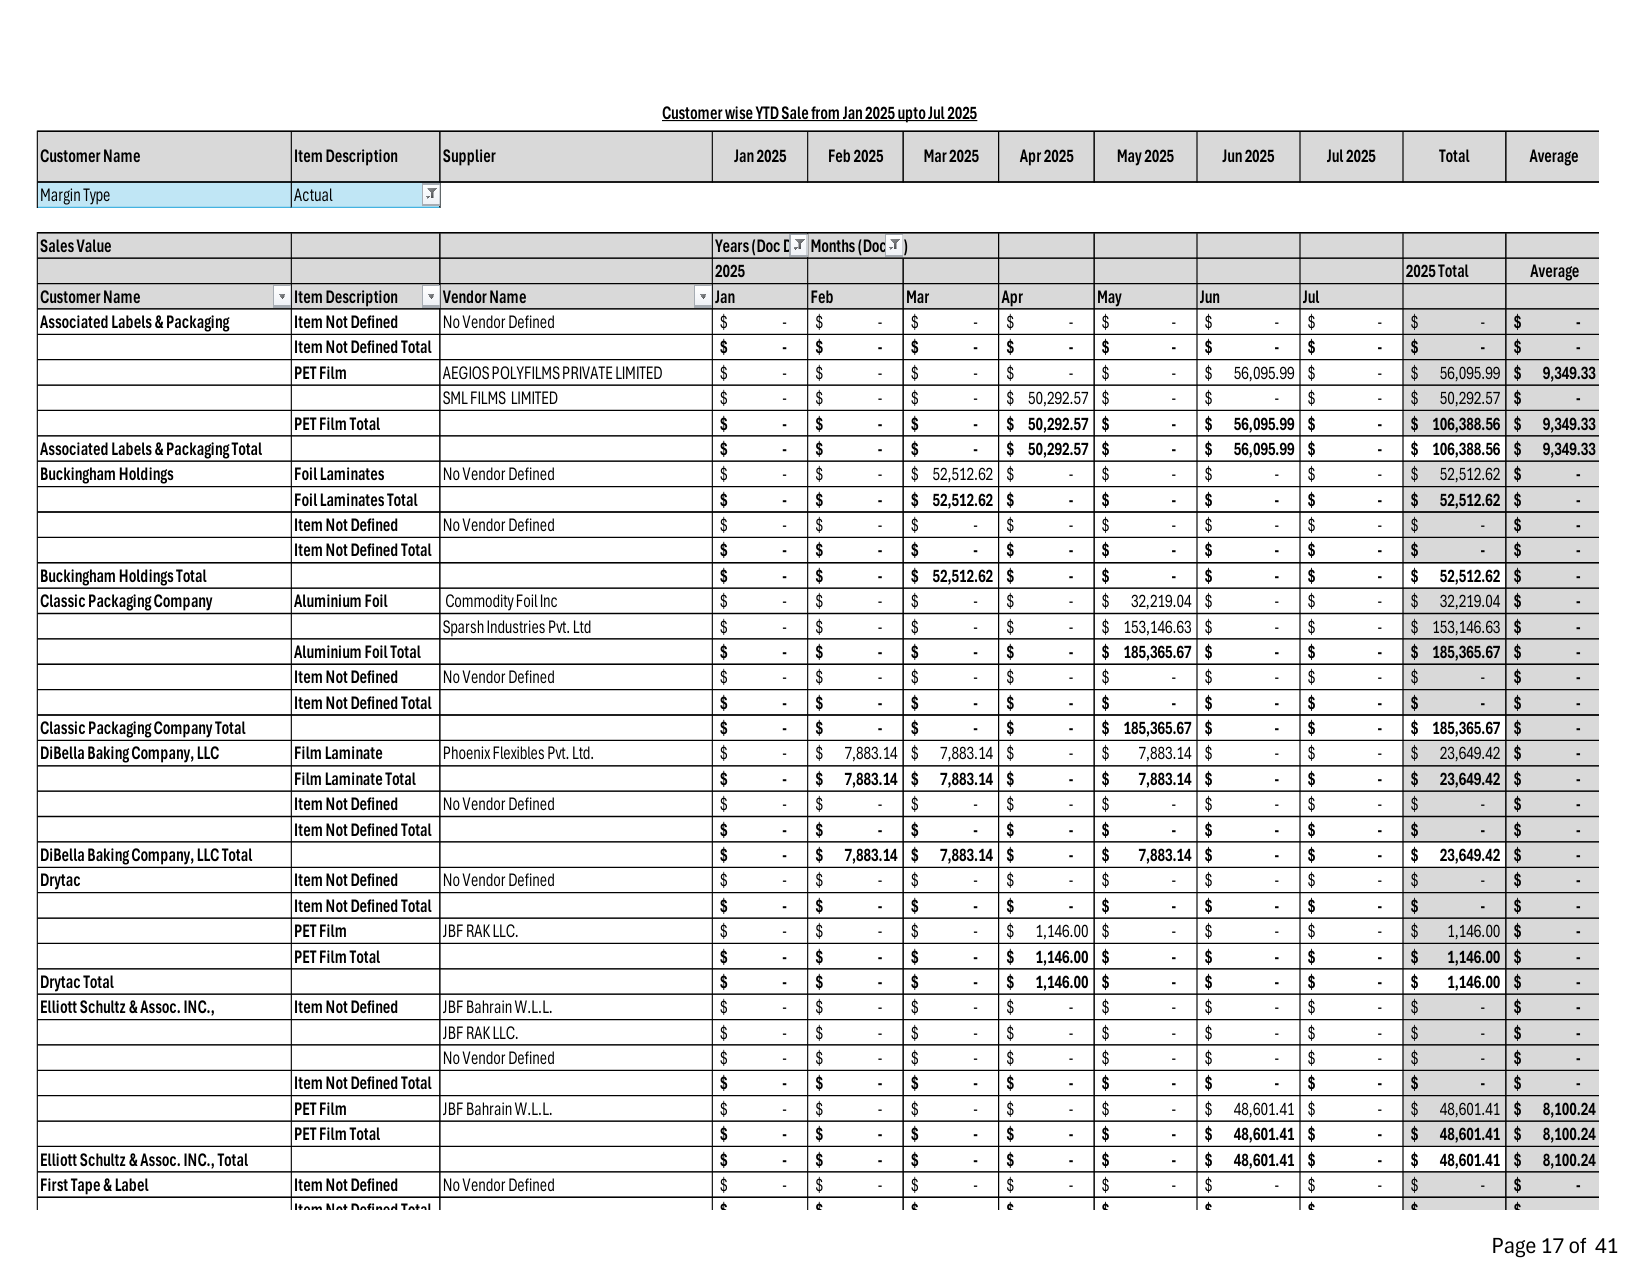 Customer wise YTD Sale from Jan 2025 upto Jul 2025
Customer Name Item Description Supplier Jan 2025 Feb 2025 Mar 2025 Apr 2025 May 2025 Jun 2025 Jul 2025 Total Average
Margin Type Actual
Sales Value Years (Doc D Months (Doc )
2025 2025 Total Average
Customer Name Item Description Vendor Name Jan Feb Mar Apr May Jun Jul
Associated Labels & Packaging Item Not Defined No Vendor Defined $ - $ - $ - $ - $ - $ - $ - $ - $ -
Item Not Defined Total $ - $ - $ - $ - $ - $ - $ - $ - $ -
PET Film AEGIOS POLYFILMS PRIVATE LIMITED $ - $ - $ - $ - $ - $ 56,095.99 $ - $ 56,095.99 $ 9,349.33
SML FILMS LIMITED $ - $ - $ - $ 50,292.57 $ - $ - $ - $ 50,292.57 $ -
PET Film Total $ - $ - $ - $ 50,292.57 $ - $ 56,095.99 $ - $ 106,388.56 $ 9,349.33
Associated Labels & Packaging Total $ - $ - $ - $ 50,292.57 $ - $ 56,095.99 $ - $ 106,388.56 $ 9,349.33
Buckingham Holdings Foil Laminates No Vendor Defined $ - $ - $ 52,512.62 $ - $ - $ - $ - $ 52,512.62 $ -
Foil Laminates Total $ - $ - $ 52,512.62 $ - $ - $ - $ - $ 52,512.62 $ -
Item Not Defined No Vendor Defined $ - $ - $ - $ - $ - $ - $ - $ - $ -
Item Not Defined Total $ - $ - $ - $ - $ - $ - $ - $ - $ -
Buckingham Holdings Total $ - $ - $ 52,512.62 $ - $ - $ - $ - $ 52,512.62 $ -
Classic Packaging Company Aluminium Foil Commodity Foil Inc $ - $ - $ - $ - $ 32,219.04 $ - $ - $ 32,219.04 $ -
Sparsh Industries Pvt. Ltd $ - $ - $ - $ - $ 153,146.63 $ - $ - $ 153,146.63 $ -
Aluminium Foil Total $ - $ - $ - $ - $ 185,365.67 $ - $ - $ 185,365.67 $ -
Item Not Defined No Vendor Defined $ - $ - $ - $ - $ - $ - $ - $ - $ -
Item Not Defined Total $ - $ - $ - $ - $ - $ - $ - $ - $ -
Classic Packaging Company Total $ - $ - $ - $ - $ 185,365.67 $ - $ - $ 185,365.67 $ -
DiBella Baking Company, LLC Film Laminate Phoenix Flexibles Pvt. Ltd. $ - $ 7,883.14 $ 7,883.14 $ - $ 7,883.14 $ - $ - $ 23,649.42 $ -
Film Laminate Total $ - $ 7,883.14 $ 7,883.14 $ - $ 7,883.14 $ - $ - $ 23,649.42 $ -
Item Not Defined No Vendor Defined $ - $ - $ - $ - $ - $ - $ - $ - $ -
Item Not Defined Total $ - $ - $ - $ - $ - $ - $ - $ - $ -
DiBella Baking Company, LLC Total $ - $ 7,883.14 $ 7,883.14 $ - $ 7,883.14 $ - $ - $ 23,649.42 $ -
Drytac Item Not Defined No Vendor Defined $ - $ - $ - $ - $ - $ - $ - $ - $ -
Item Not Defined Total $ - $ - $ - $ - $ - $ - $ - $ - $ -
PET Film JBF RAK LLC. $ - $ - $ - $ 1,146.00 $ - $ - $ - $ 1,146.00 $ -
PET Film Total $ - $ - $ - $ 1,146.00 $ - $ - $ - $ 1,146.00 $ -
Drytac Total $ - $ - $ - $ 1,146.00 $ - $ - $ - $ 1,146.00 $ -
Elliott Schultz & Assoc. INC., Item Not Defined JBF Bahrain W.L.L. $ - $ - $ - $ - $ - $ - $ - $ - $ -
JBF RAK LLC. $ - $ - $ - $ - $ - $ - $ - $ - $ -
No Vendor Defined $ - $ - $ - $ - $ - $ - $ - $ - $ -
Item Not Defined Total $ - $ - $ - $ - $ - $ - $ - $ - $ -
PET Film JBF Bahrain W.L.L. $ - $ - $ - $ - $ - $ 48,601.41 $ - $ 48,601.41 $ 8,100.24
PET Film Total $ - $ - $ - $ - $ - $ 48,601.41 $ - $ 48,601.41 $ 8,100.24
Elliott Schultz & Assoc. INC., Total $ - $ - $ - $ - $ - $ 48,601.41 $ - $ 48,601.41 $ 8,100.24
First Tape & Label Item Not Defined No Vendor Defined $ - $ - $ - $ - $ - $ - $ - $ - $ -
Item Not Defined Total $ $ $ $ $ $ $ $ $
Page 17 of 41